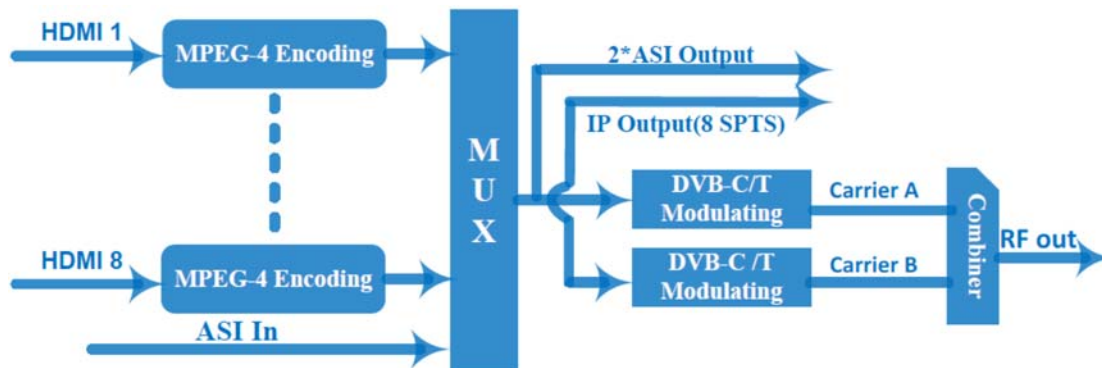 HDMI 1
MPEG-4 Encoding
HDMI 8
MPEG-4 Encoding
ASI In
M
U
X
2*ASI Output
IP Output(8 SPTS)
DVB-C/T
Modulating
Carrier A
DVB-C /T
Modulating
Carrier B
Combiner
RF out